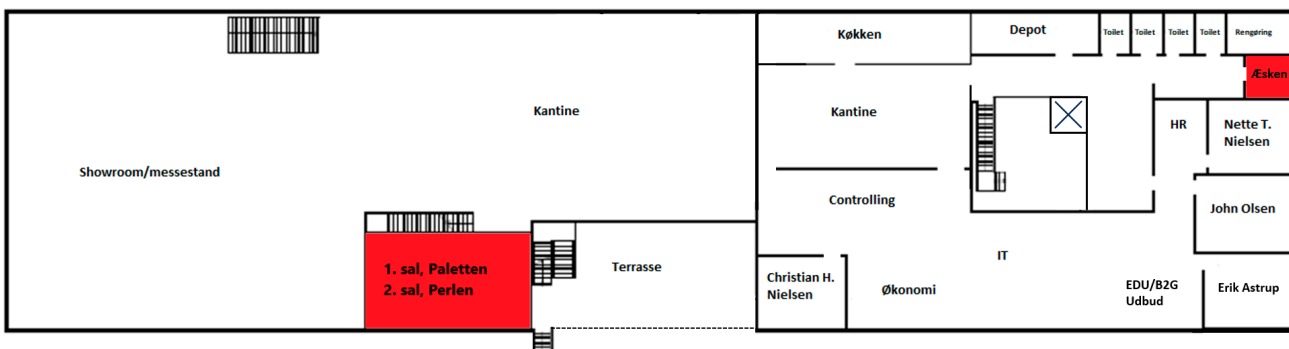 Køkken
Depot
Toilet
Toilet
Toilet
Toilet
Rengøring
Æsken
Kantine
Kantine
HR
Nette T.
Nielsen
Showroom/messestand
Controlling
John Olsen
1. sal, Paletten
2. sal, Perlen
Terrasse
IT
Christian H.
Nielsen
Økonomi
EDU/B2G
Udbud
Erik Astrup